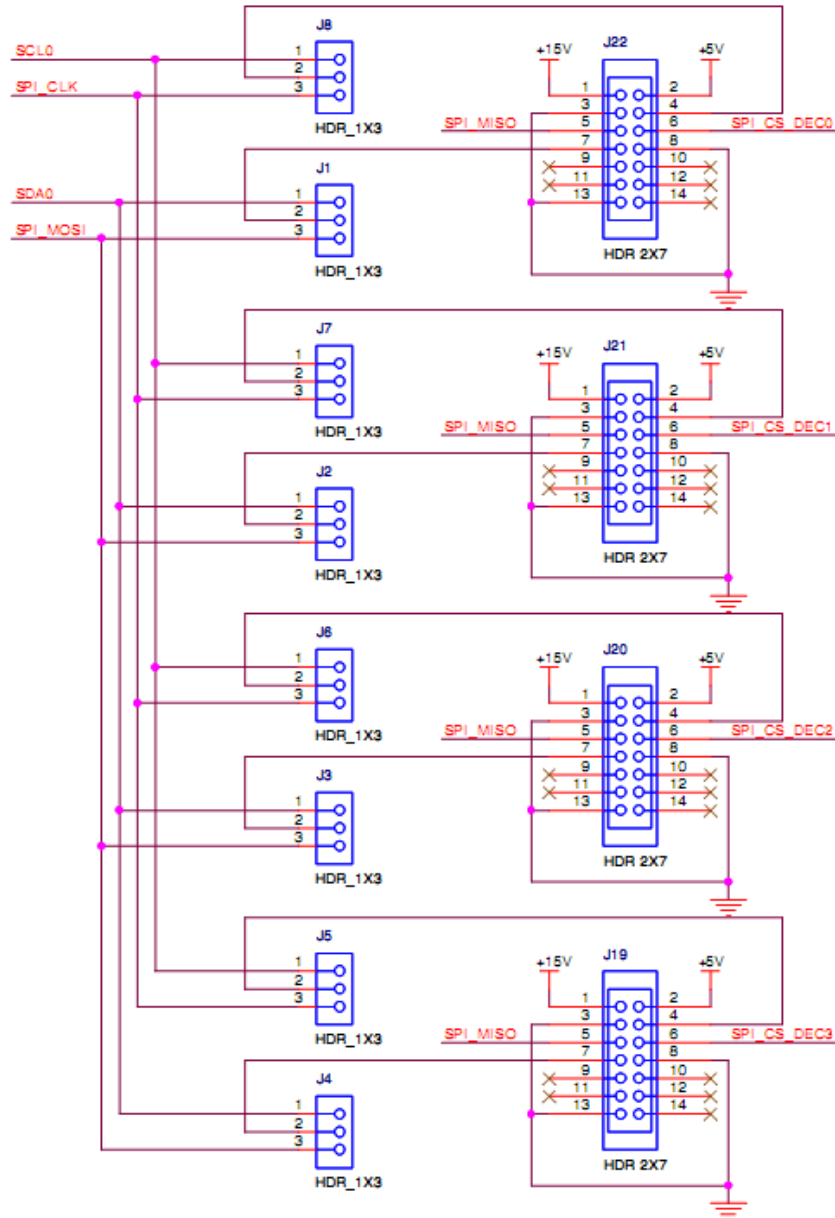 J8
J22
SCL0
1
+15V
+5V
2
SPI_CLK
3
1
2
3
4
HDR_1X3
SPI_MISO
5
6
SPI_CS_DEC0
7
8
9
10
J1
11
12
SDA0
1
13
14
2
SPI_MOSI
3
HDR 2X7
HDR_1X3
J7
J21
1
+15V
+5V
2
3
1
2
3
4
HDR_1X3
SPI_MISO
5
6
SPI_CS_DEC1
7
8
9
10
J2
11
12
1
13
14
2
3
HDR 2X7
HDR_1X3
J6
J20
1
+15V
+5V
2
3
1
2
3
4
HDR_1X3
SPI_MISO
5
6
SPI_CS_DEC2
7
8
9
10
J3
11
12
1
13
14
2
3
HDR 2X7
HDR_1X3
J5
J19
1
+15V
+5V
2
3
1
2
3
4
HDR_1X3
SPI_MISO
5
6
SPI_CS_DEC3
7
8
9
10
J4
11
12
1
13
14
2
3
HDR 2X7
HDR_1X3